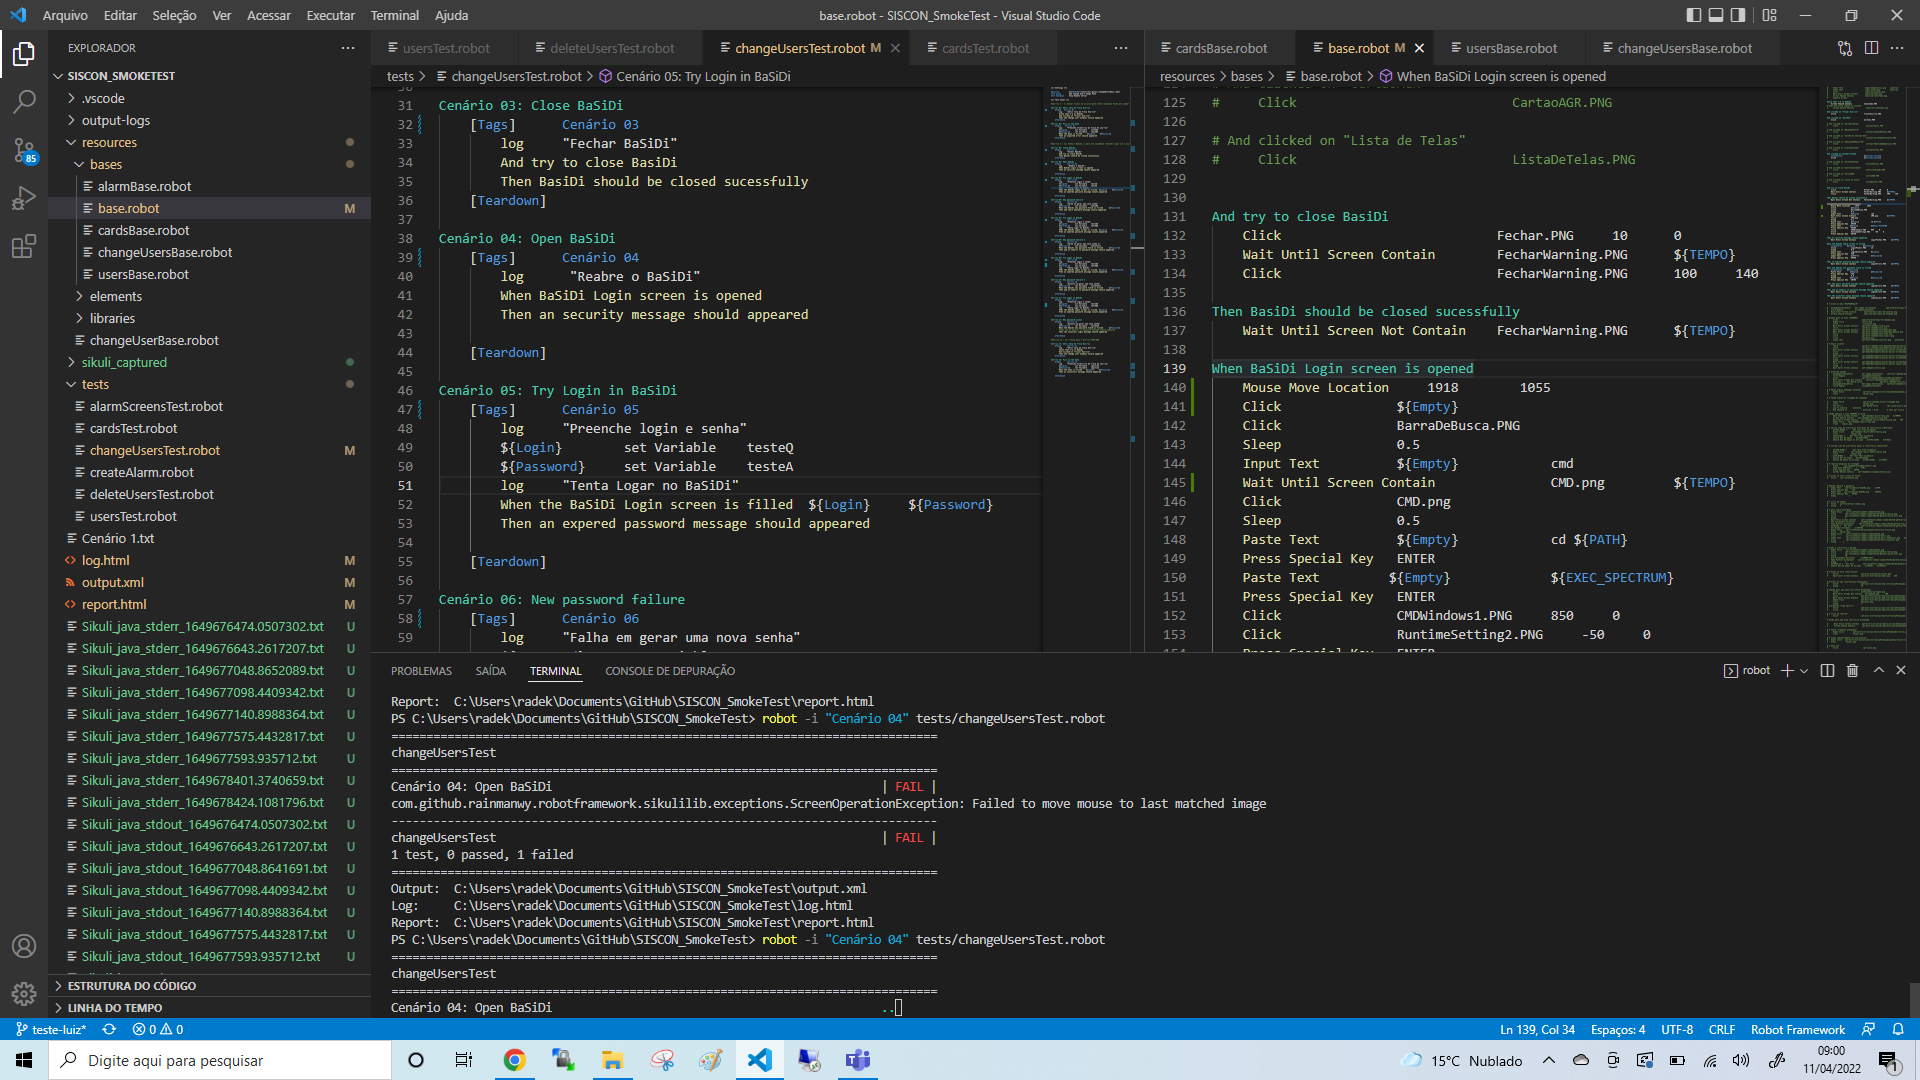 Arquivo Editar Seleção Ver Acessar Executar Terminal Ajuda
base.robot - SISCON_SmokeTest - Visual Studio Code
EXPLORADOR
SISCON_SMOKETEST
.vscode
output-logs
resources
bases
alarmBase.robot
base.robot M
cardsBase.robot
changeUsersBase.robot
usersBase.robot
elements
libraries
changeUserBase.robot
sikuli_captured
tests
alarmScreensTest.robot
cardsTest.robot
changeUsersTest.robot M
createAlarm.robot
deleteUsersTest.robot
usersTest.robot
Cenário 1.txt
log.html M
output.xml M
report.html M
Sikuli_java_stderr_1649676474.0507302.txt U
Sikuli_java_stderr_1649676643.2617207.txt U
Sikuli_java_stderr_1649677048.8652089.txt U
Sikuli_java_stderr_1649677098.4409342.txt U
Sikuli_java_stderr_1649677140.8988364.txt U
Sikuli_java_stderr_1649677575.4432817.txt U
Sikuli_java_stderr_1649677593.935712.txt U
Sikuli_java_stderr_1649678401.3740659.txt U
Sikuli_java_stderr_1649678424.1081796.txt U
Sikuli_java_stdout_1649676474.0507302.txt U
Sikuli_java_stdout_1649676643.2617207.txt U
Sikuli_java_stdout_1649677048.8641691.txt U
Sikuli_java_stdout_1649677098.4409342.txt U
Sikuli_java_stdout_1649677140.8988364.txt U
Sikuli_java_stdout_1649677575.4432817.txt U
Sikuli_java_stdout_1649677593.935712.txt U
ESTRUTURA DO CÓDIGO
LINHA DO TEMPO
85
usersTest.robot deleteUsersTest.robot changeUsersTest.robot M cardsTest.robot
tests > changeUsersTest.robot > Cenário 05: Try Login in BaSiDi
31 Cenário 03: Close BaSiDi
32 [Tags] Cenário 03
33 log "Fechar BaSiDi"
34 And try to close BasiDi
35 Then BasiDi should be closed sucessfully
36 [Teardown]
37
38 Cenário 04: Open BaSiDi
39 [Tags] Cenário 04
40 log "Reabre o BaSiDi"
41 When BaSiDi Login screen is opened
42 Then an security message should appeared
43
44 [Teardown]
45
46 Cenário 05: Try Login in BaSiDi
47 [Tags] Cenário 05
48 log "Preenche login e senha"
49 ${Login} set Variable testeQ
50 ${Password} set Variable testeA
51 log "Tenta Logar no BaSiDi"
52 When the BaSiDi Login screen is filled ${Login} ${Password}
53 Then an expered password message should appeared
54
55 [Teardown]
56
57 Cenário 06: New password failure
58 [Tags] Cenário 06
59 log "Falha em gerar uma nova senha"
cardsBase.robot base.robot M usersBase.robot changeUsersBase.robot
resources > bases > base.robot > When BaSiDi Login screen is opened
125 # Click CartaoAGR.PNG
126
127 # And clicked on "Lista de Telas"
128 # Click ListaDeTelas.PNG
129
130
131 And try to close BasiDi
132 Click Fechar.PNG 10 0
133 Wait Until Screen Contain FecharWarning.PNG ${TEMPO}
134 Click FecharWarning.PNG 100 140
135
136 Then BasiDi should be closed sucessfully
137 Wait Until Screen Not Contain FecharWarning.PNG ${TEMPO}
138
139 When BaSiDi Login screen is opened
140 Mouse Move Location 1918 1055
141 Click ${Empty}
142 Click BarraDeBusca.PNG
143 Sleep 0.5
144 Input Text ${Empty} cmd
145 Wait Until Screen Contain CMD.png ${TEMPO}
146 Click CMD.png
147 Sleep 0.5
148 Paste Text ${Empty} cd ${PATH}
149 Press Special Key ENTER
150 Paste Text ${Empty} ${EXEC_SPECTRUM}
151 Press Special Key ENTER
152 Click CMDWindows1.PNG 850 0
153 Click RuntimeSetting2.PNG -50 0
PROBLEMAS SAÍDA TERMINAL CONSOLE DE DEPURAÇÃO robot
Report: C:\Users\radek\Documents\GitHub\SISCON_SmokeTest\report.html
PS C:\Users\radek\Documents\GitHub\SISCON_SmokeTest> robot -i "Cenário 04" tests/changeUsersTest.robot
==============================================================================
changeUsersTest
==============================================================================
Cenário 04: Open BaSiDi | FAIL |
com.github.rainmanwy.robotframework.sikulilib.exceptions.ScreenOperationException: Failed to move mouse to last matched image
------------------------------------------------------------------------------
changeUsersTest | FAIL |
1 test, 0 passed, 1 failed
==============================================================================
Output: C:\Users\radek\Documents\GitHub\SISCON_SmokeTest\output.xml
Log: C:\Users\radek\Documents\GitHub\SISCON_SmokeTest\log.html
Report: C:\Users\radek\Documents\GitHub\SISCON_SmokeTest\report.html
PS C:\Users\radek\Documents\GitHub\SISCON_SmokeTest> robot -i "Cenário 04" tests/changeUsersTest.robot
==============================================================================
changeUsersTest
==============================================================================
Cenário 04: Open BaSiDi ..
teste-luiz* 0 0 Ln 139, Col 34 Espaços: 4 UTF-8 CRLF Robot Framework
Digite aqui para pesquisar
15°C Nublado
09:00
11/04/2022
1